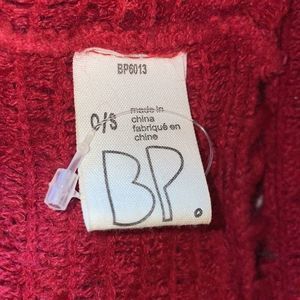 BP6013
O/S
made in
china
fabriqué en
chine
BP.